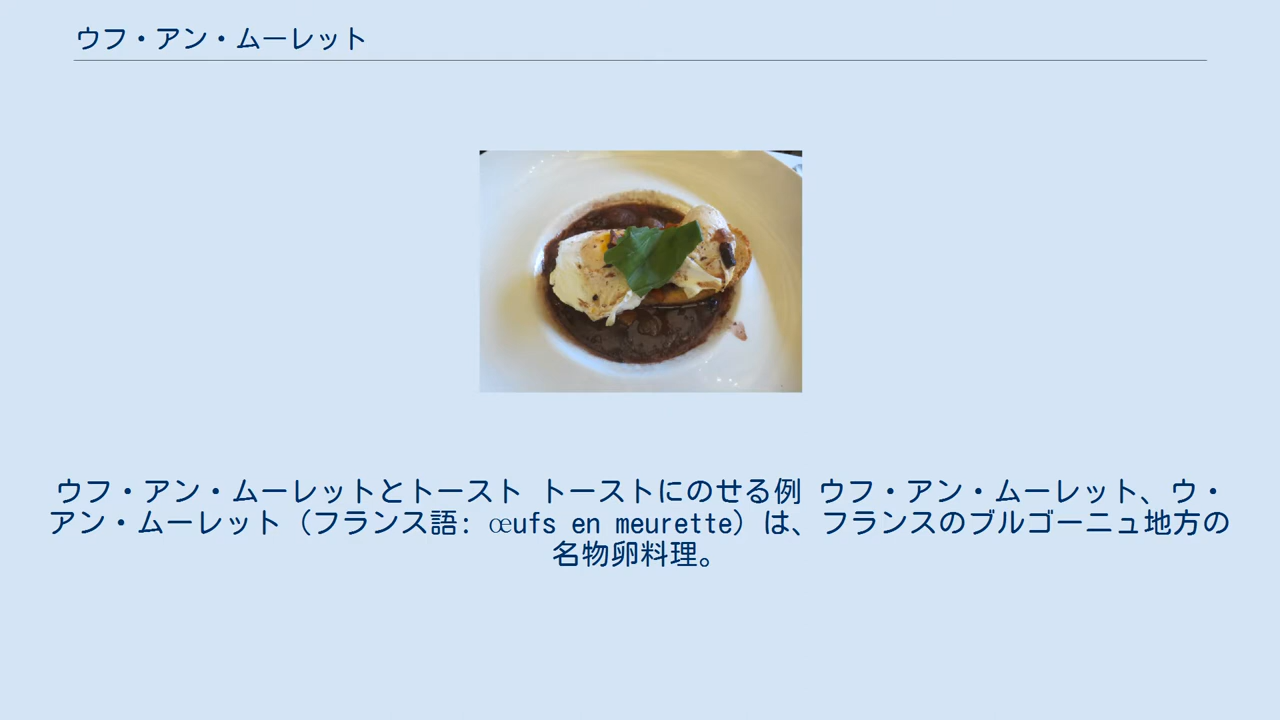 ウフ・アン・ムーレット
ウフ・アン・ムーレットとトースト トーストにのせる例 ウフ・アン・ムーレット、ウ・
アン・ムーレット（フランス語: œufs en meurette）は、フランスのブルゴーニュ地方の
名物卵料理。